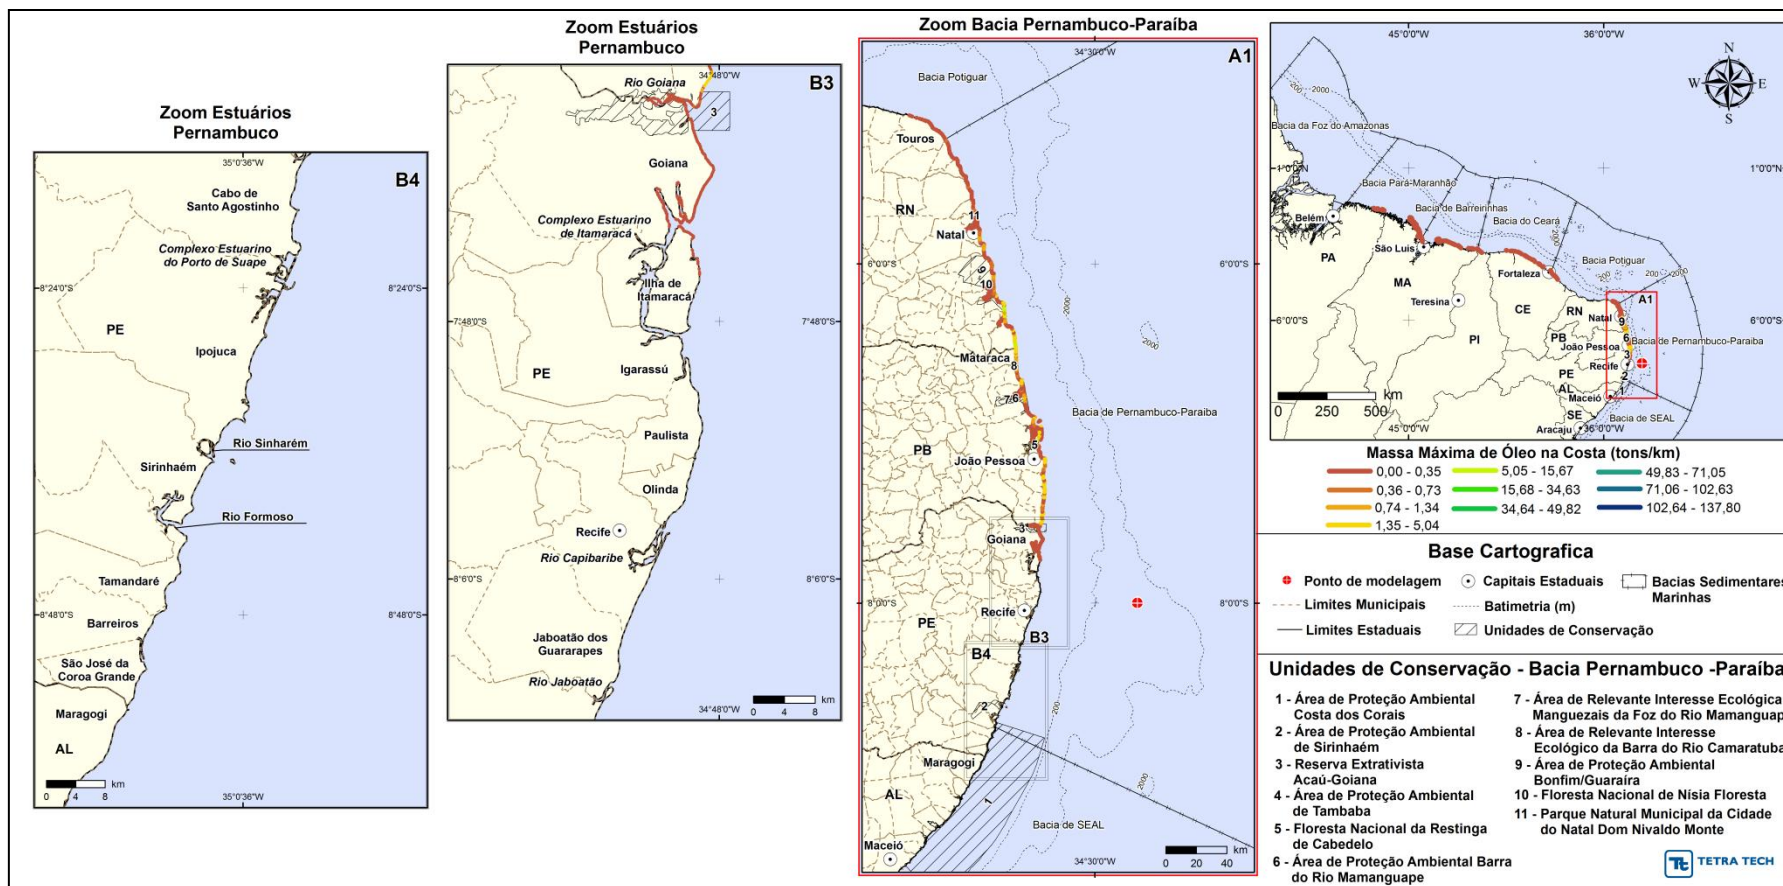 Zoom Estuários
Pernambuco
35°0'36"W
B4
Cabo de
Santo Agostinho
Complexo Estuarino
do Porto de Suape
8°24'0"S
8°24'0"S
PE
Ipojuca
Rio Sinharém
Sirinhaém
Rio Formoso
Tamandaré
8°48'0"S
8°48'0"S
Barreiros
São José da
Coroa Grande
Maragogi
AL
0 4 8 km
35°0'36"W
Zoom Estuários
Pernambuco
34°48'0"W
B3
Rio Goiana
3
Goiana
Complexo Estuarino
de Itamaracá
Ilha de
Itamaracá
7°48'0"S
7°48'0"S
Igarassú
PE
Paulista
Olinda
Recife
Rio Capibaribe
8°6'0"S
8°6'0"S
Jaboatão dos
Guararapes
Rio Jaboatão
0 4 8 km
34°48'0"W
Zoom Bacia Pernambuco-Paraíba
34°30'0"W
A1
Bacia Potiguar
Touros
RN
11
Natal
6°0'0"S
6°0'0"S
9
10
2000
200
2000
Mataraca
8
7
6
Bacia de Pernambuco-Paraiba
PB
5
João Pessoa
3
Goiana
8°0'0"S
8°0'0"S
Recife
PE
B3
B4
2
200
Maragogi
2000
1
AL
Bacia de SEAL
Maceió
0 20 40 km
34°30'0"W
45°0'0"W
36°0'0"W
N
W E
S
200
2000
Bacia da Foz do Amazonas
1°0'0"N
1°0'0"N
Bacia Pará-Maranhão
Bacia de Barreirinhas
Belém
Bacia do Ceará
2000
São Luis
Bacia Potiguar
PA
Fortaleza
200
2000
MA
Teresina
A1
CE
RN
Natal
9
6°0'0"S
6°0'0"S
PI
PB
6
João Pessoa
Bacia de Pernambuco-Paraiba
3
Recife
PE
2
AL
1
Maceió
SE
Bacia de SEAL
Aracaju
0 250 500 km
45°0'0"W
36°0'0"W
Massa Máxima de Óleo na Costa (tons/km)
0,00 - 0,35
5,05 - 15,67
49,83 - 71,05
0,36 - 0,73
15,68 - 34,63
71,06 - 102,63
0,74 - 1,34
34,64 - 49,82
102,64 - 137,80
1,35 - 5,04
Base Cartografica
Ponto de modelagem
Capitais Estaduais
Bacias Sedimentares
Marinhas
Limites Municipais
Batimetria (m)
Limites Estaduais
Unidades de Conservação
Unidades de Conservação - Bacia Pernambuco -Paraíba
1 - Área de Proteção Ambiental
Costa dos Corais
2 - Área de Proteção Ambiental
de Sirinhaém
3 - Reserva Extrativista
Acaú-Goiana
4 - Área de Proteção Ambiental
de Tambaba
5 - Floresta Nacional da Restinga
de Cabedelo
6 - Área de Proteção Ambiental Barra
do Rio Mamanguape
7 - Área de Relevante Interesse Ecológica
Manguezais da Foz do Rio Mamanguap
8 - Área de Relevante Interesse
Ecológico da Barra do Rio Camaratuba
9 - Área de Proteção Ambiental
Bonfim/Guaraíra
10 - Floresta Nacional de Nísia Floresta
11 - Parque Natural Municipal da Cidade
do Natal Dom Nivaldo Monte
Tt TETRA TECH